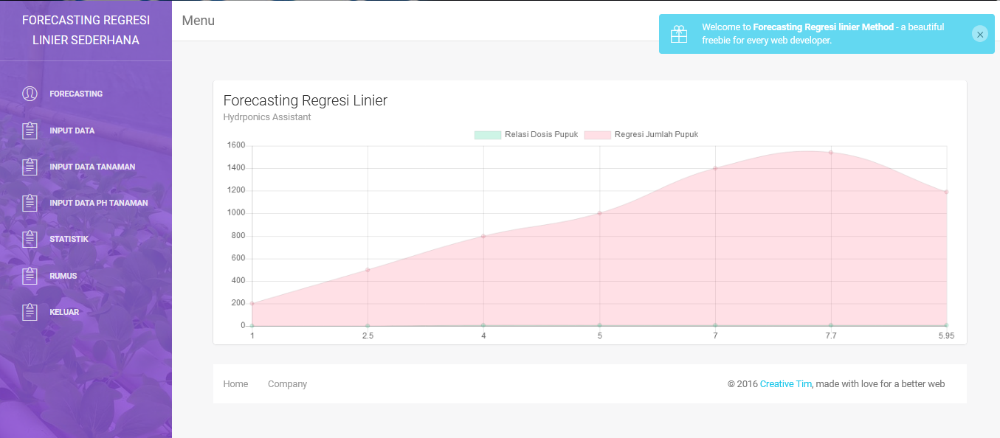 FORECASTING REGRESI
LINIER SEDERHANA
FORECASTING
INPUT DATA
INPUT DATA TANAMAN
INPUT DATA PH TANAMAN
STATISTIK
RUMUS
KELUAR
Menu
Welcome to Forecasting Regresi linier Method - a beautiful
freebie for every web developer.
Forecasting Regresi Linier
Hydrponics Assistant
Relasi Dosis Pupuk Regresi Jumlah Pupuk
1600
1400
1200
1000
800
600
400
200
0
1 2.5 4 5 7 7.7 5.95
Home Company © 2016 Creative Tim, made with love for a better web